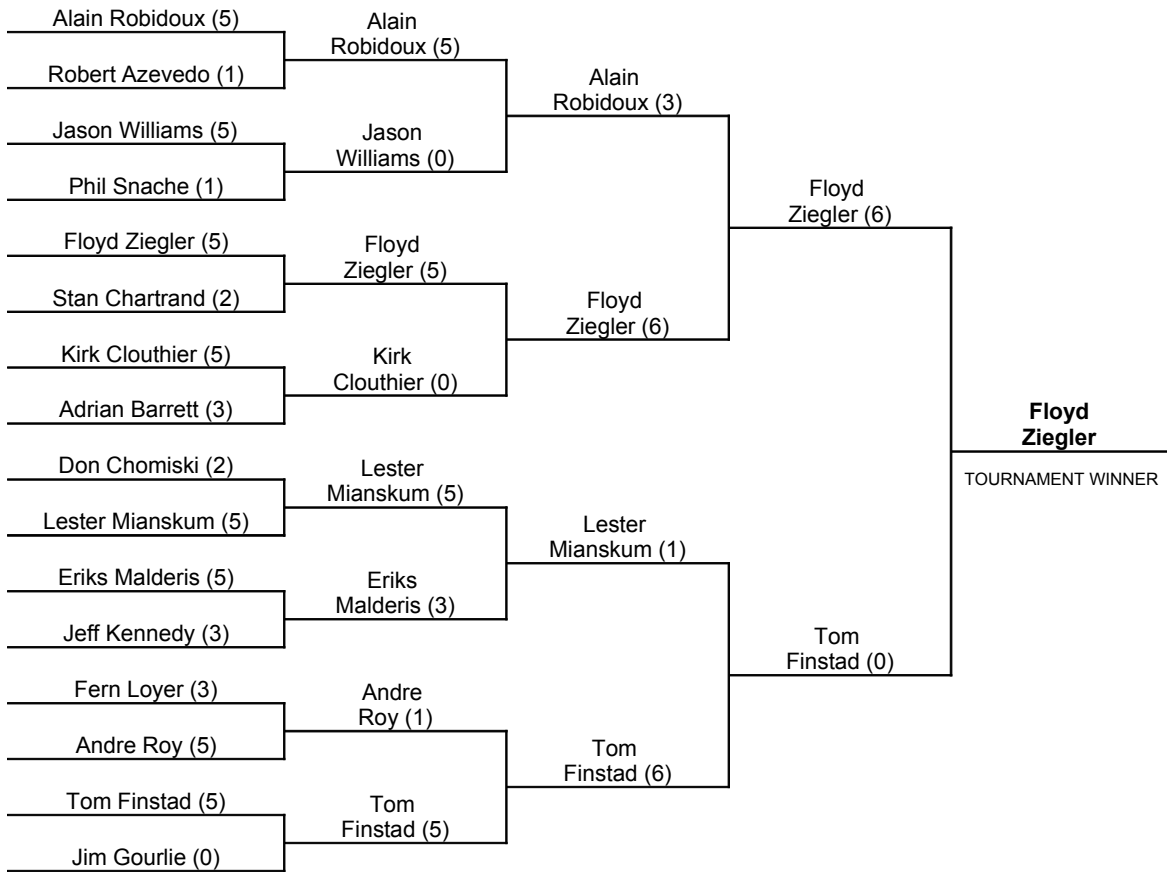 Alain Robidoux (5)
Robert Azevedo (1)
Jason Williams (5)
Phil Snache (1)
Floyd Ziegler (5)
Stan Chartrand (2)
Kirk Clouthier (5)
Adrian Barrett (3)
Don Chomiski (2)
Lester Mianskum (5)
Eriks Malderis (5)
Jeff Kennedy (3)
Fern Loyer (3)
Andre Roy (5)
Tom Finstad (5)
Jim Gourlie (0)
Alain
Robidoux (5)
Jason
Williams (0)
Floyd
Ziegler (5)
Kirk
Clouthier (0)
Lester
Mianskum (5)
Eriks
Malderis (3)
Andre
Roy (1)
Tom
Finstad (5)
Alain
Robidoux (3)
Floyd
Ziegler (6)
Lester
Mianskum (1)
Tom
Finstad (6)
Floyd
Ziegler (6)
Tom
Finstad (0)
Floyd
Ziegler
TOURNAMENT WINNER